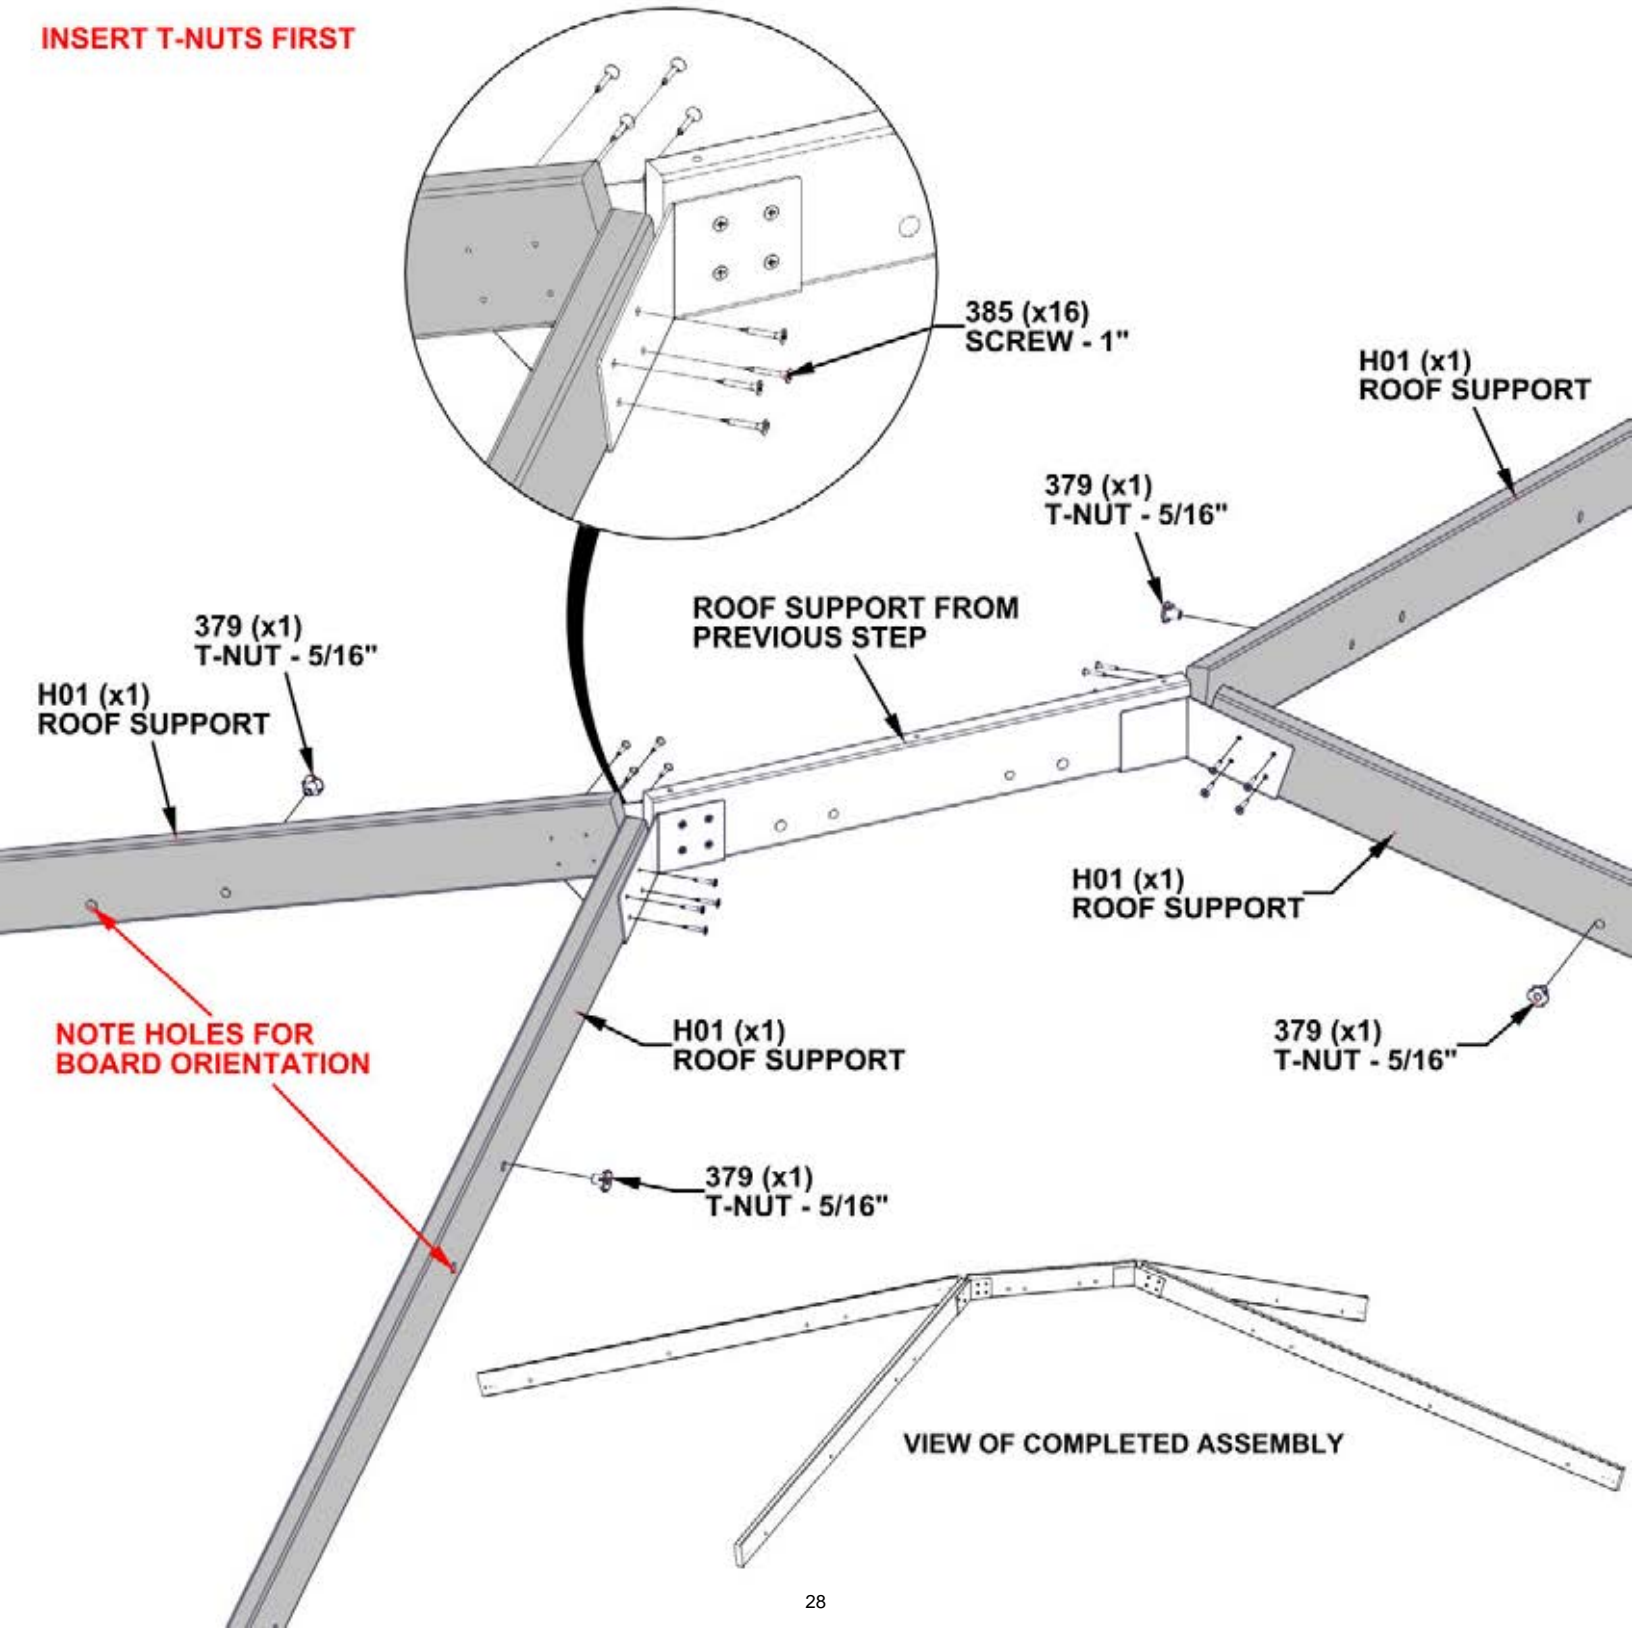 INSERT T-NUTS FIRST
385 (x16)
SCREW - 1"
H01 (x1)
ROOF SUPPORT
379 (x1)
T-NUT - 5/16"
ROOF SUPPORT FROM
PREVIOUS STEP
379 (x1)
T-NUT - 5/16"
H01 (x1)
ROOF SUPPORT
H01 (x1)
ROOF SUPPORT
NOTE HOLES FOR
BOARD ORIENTATION
H01 (x1)
ROOF SUPPORT
379 (x1)
T-NUT - 5/16"
379 (x1)
T-NUT - 5/16"
VIEW OF COMPLETED ASSEMBLY
28